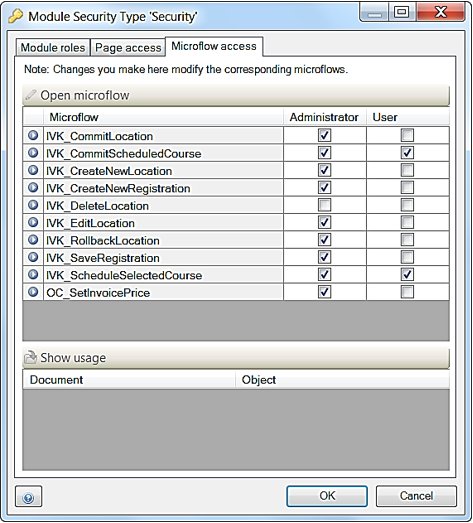 Module Security Type 'Security'
Module roles Page access Microflow access
Note: Changes you make here modify the corresponding microflows.
Open microflow
Microflow Administrator User
IVK_CommitLocation
IVK_CommitScheduledCourse
IVK_CreateNewLocation
IVK_CreateNewRegistration
IVK_DeleteLocation
IVK_EditLocation
IVK_RollbackLocation
IVK_SaveRegistration
IVK_ScheduleSelectedCourse
OC_SetInvoicePrice
Show usage
Document Object
OK Cancel